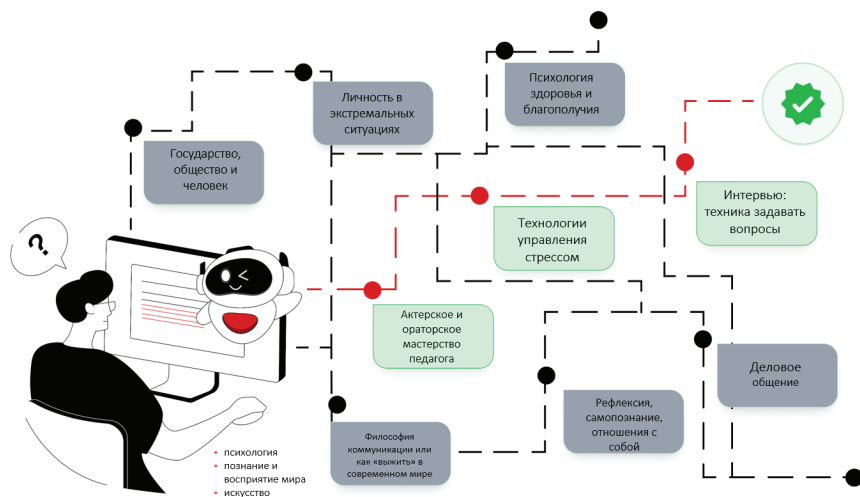 Психология
здоровья и
благополучия
Личность в
экстремальных
ситуациях
Государство,
общество и
человек
Интервью:
техника задавать
вопросы
Технологии
управления
стрессом
?
Актерское и
ораторское
мастерство
педагога
Деловое
общение
Рефлексия,
самопознание,
отношения с
собой
Философия
коммуникации или
как «выжить» в
современном мире
• психология
• познание и
восприятие мира
• искусство